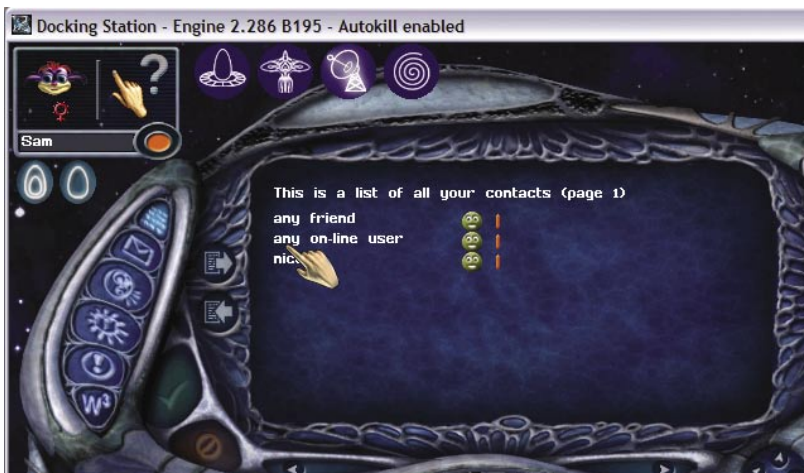 Docking Station - Engine 2.286 B195 - Autokill enabled
?
Sam
This is a list of all your contacts (page 1)
any friend
any on-line user
W³